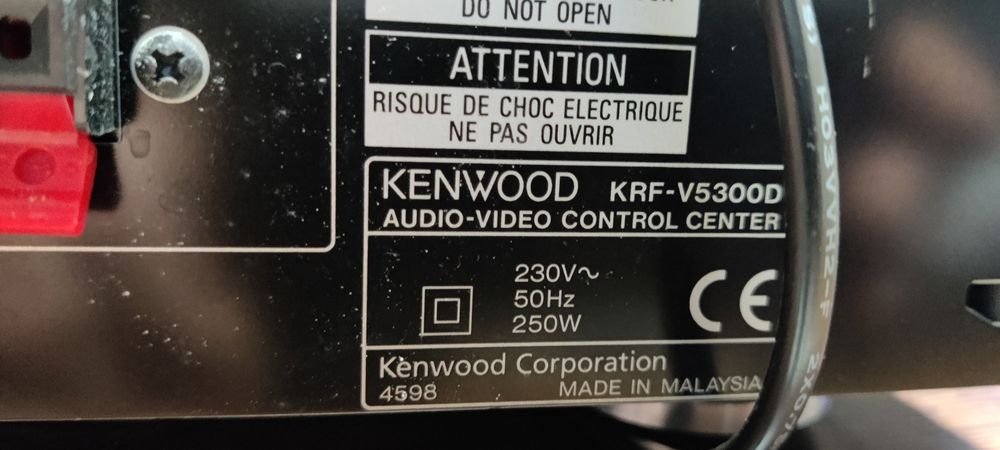 DO NOT OPEN
ATTENTION
RISQUE DE CHOC ELECTRIQUE
NE PAS OUVRIR
KENWOOD KRF-V5300D
AUDIO-VIDEO CONTROL CENTER
230V~
50Hz
250W
CE
Kenwood Corporation
4598 MADE IN MALAYSIA
H03VVH2-F